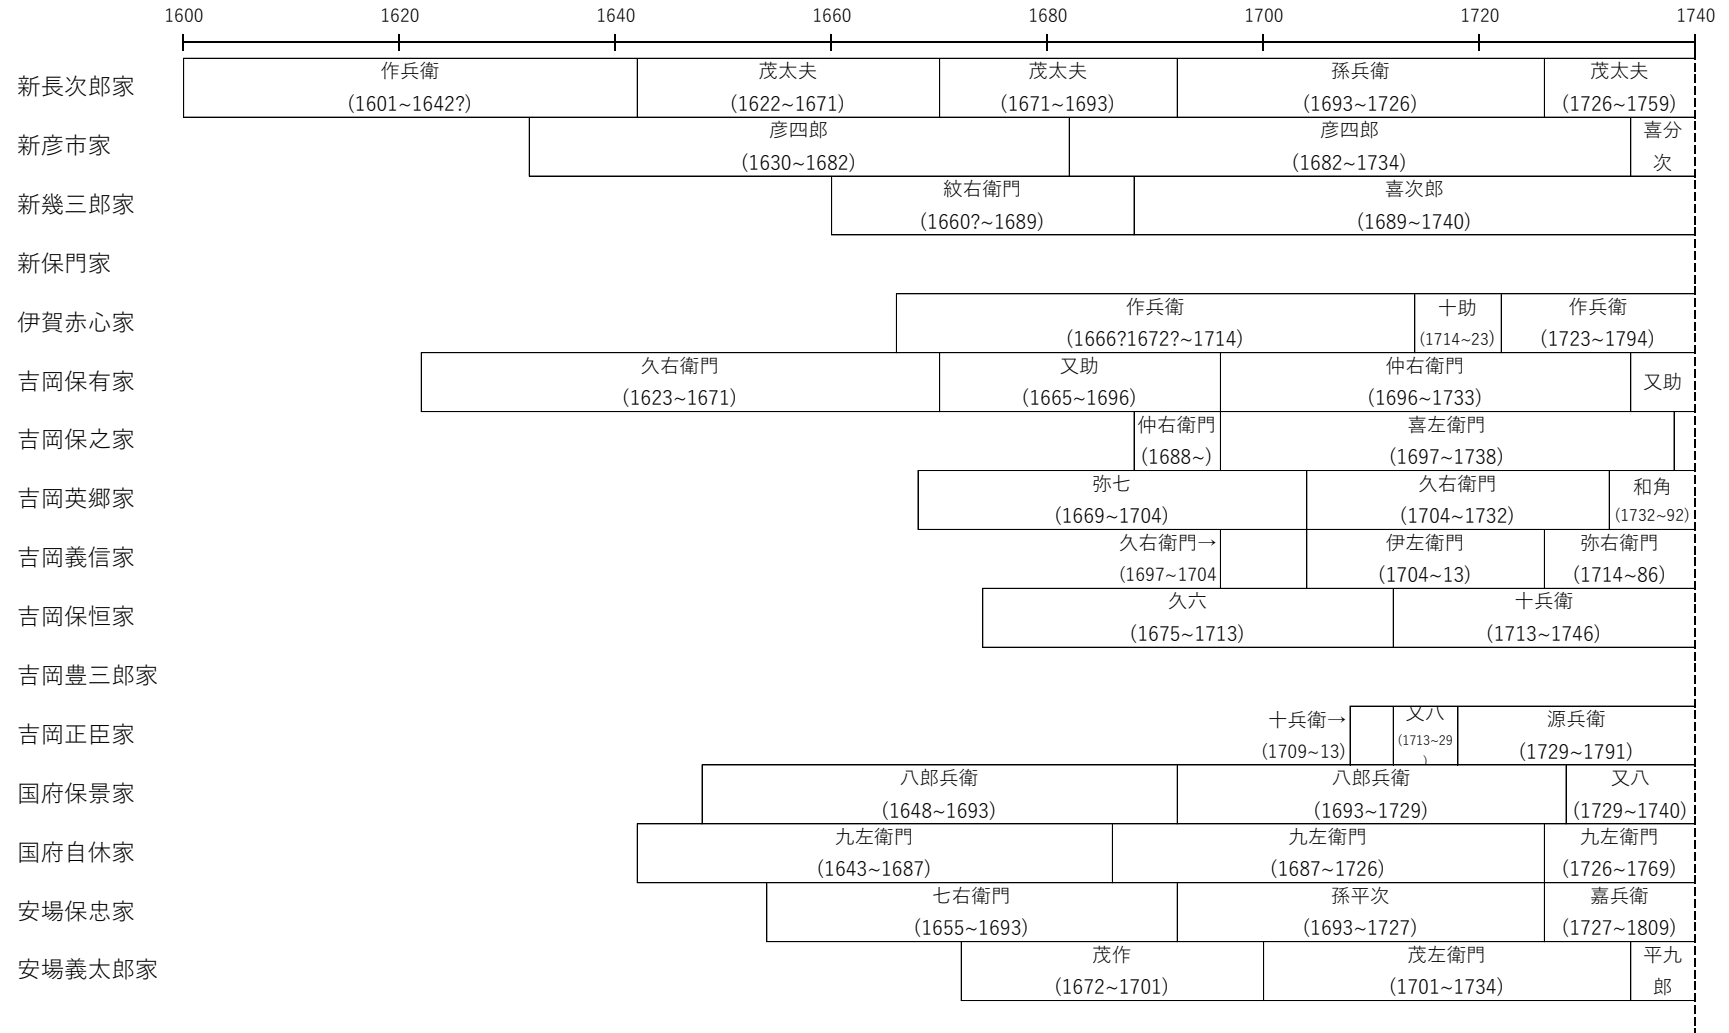 1600 1620 1640 1660 1680 1700 1720 1740
新長次郎家
作兵衛 茂太夫 茂太夫 孫兵衛 茂太夫
(1601~1642?) (1622~1671) (1671~1693) (1693~1726) (1726~1759)
新彦市家
彦四郎 彦四郎 喜分
(1630~1682) (1682~1734) 次
新幾三郎家
紋右衛門 喜次郎
(1660?~1689) (1689~1740)
新保門家
伊賀赤心家
作兵衛 十助 作兵衛
(1666?1672?~1714) (1714~23) (1723~1794)
吉岡保有家
久右衛門 又助 仲右衛門 又助
(1623~1671) (1665~1696) (1696~1733)
吉岡保之家
仲右衛門 喜左衛門
(1688~) (1697~1738)
吉岡英郷家
弥七 久右衛門 和角
(1669~1704) (1704~1732) (1732~92)
吉岡義信家
久右衛門→ 伊左衛門 弥右衛門
(1697~1704 (1704~13) (1714~86)
吉岡保恒家
久六 十兵衛
(1675~1713) (1713~1746)
吉岡豊三郎家
吉岡正臣家
十兵衛→ 又八 源兵衛
(1709~13) (1713~29 (1729~1791)
)
国府保景家
八郎兵衛 八郎兵衛 又八
(1648~1693) (1693~1729) (1729~1740)
国府自休家
九左衛門 九左衛門 九左衛門
(1643~1687) (1687~1726) (1726~1769)
安場保忠家
七右衛門 孫平次 嘉兵衛
(1655~1693) (1693~1727) (1727~1809)
安場義太郎家
茂作 茂左衛門 平九
(1672~1701) (1701~1734) 郎